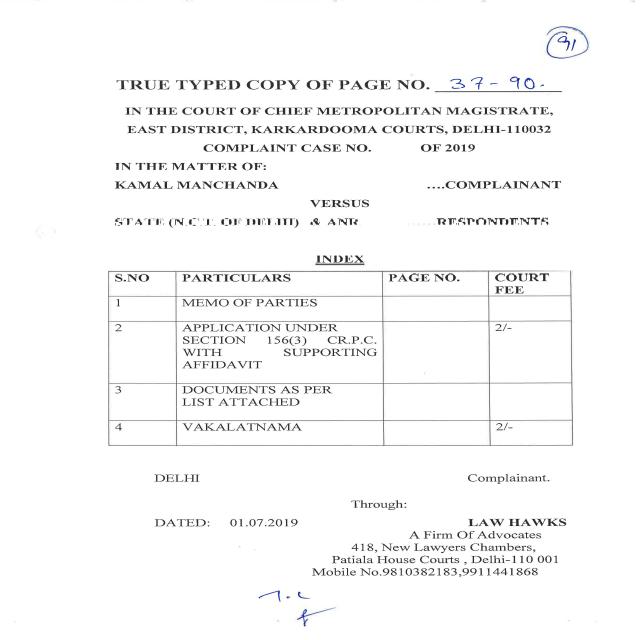 91
TRUE TYPED COPY OF PAGE NO. 37-90.
IN THE COURT OF CHIEF METROPOLITAN MAGISTRATE,
EAST DISTRICT, KARKARDOOMA COURTS, DELHI-110032
COMPLAINT CASE NO. OF 2019
IN THE MATTER OF:
KAMAL MANCHANDA ....COMPLAINANT
VERSUS
STATE (N.C.T. OF DELHI) & ANR ......RESPONDENTS
INDEX
S.NO PARTICULARS PAGE NO. COURT FEE
1 MEMO OF PARTIES
2 APPLICATION UNDER 2/-
SECTION 156(3) CR.P.C.
WITH SUPPORTING
AFFIDAVIT
3 DOCUMENTS AS PER
LIST ATTACHED
4 VAKALATNAMA 2/-
DELHI Complainant.
Through:
DATED: 01.07.2019 LAW HAWKS
A Firm Of Advocates
418, New Lawyers Chambers,
Patiala House Courts , Delhi-110 001
Mobile No.9810382183,9911441868
T.C